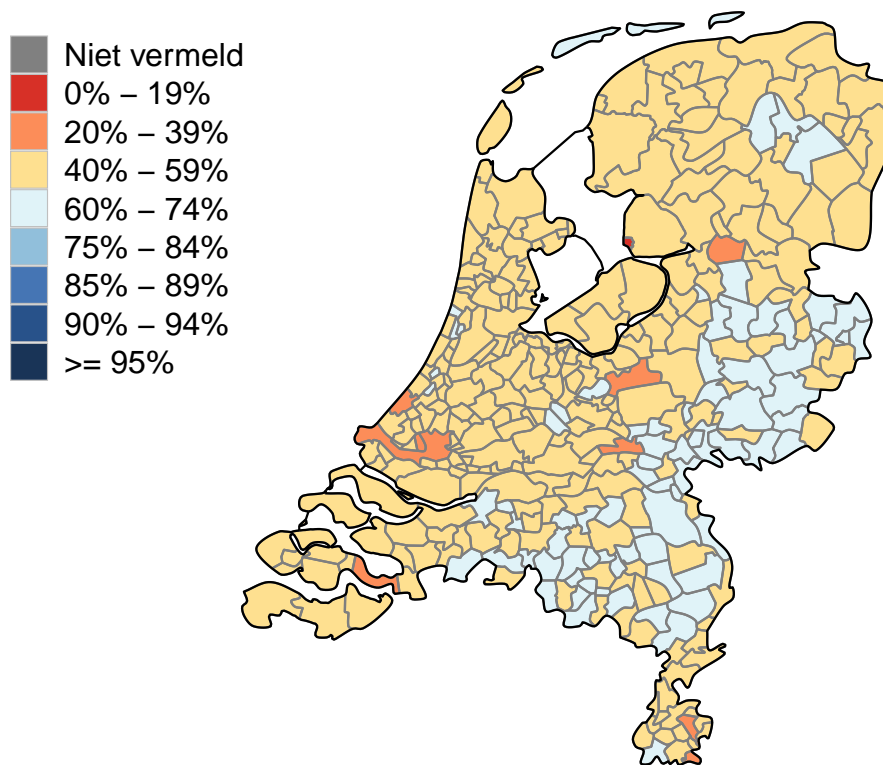 Niet vermeld
0% − 19%
20% − 39%
40% − 59%
60% − 74%
75% − 84%
85% − 89%
90% − 94%
>= 95%